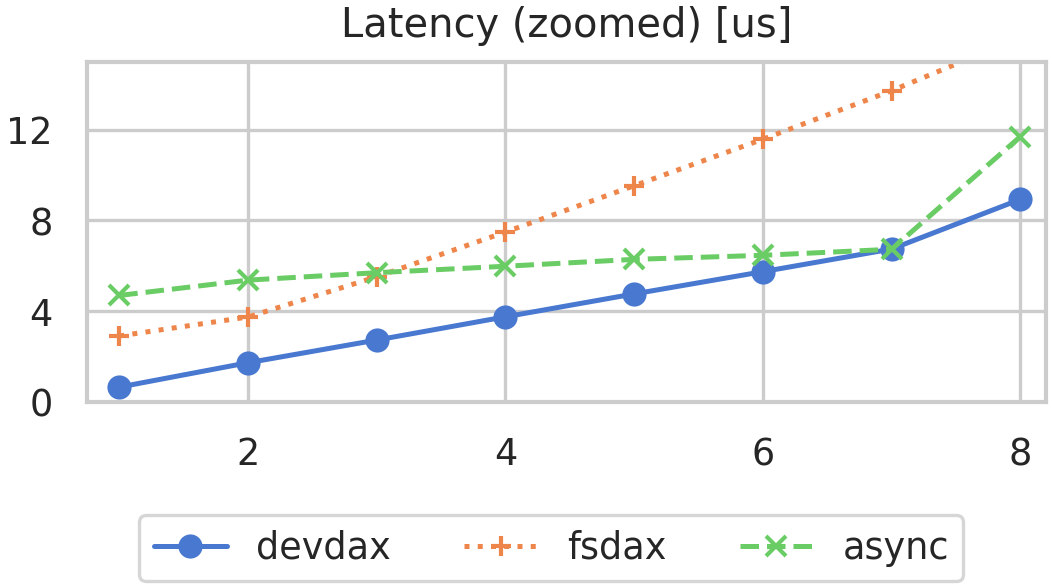 Latency (zoomed) [us]
12
8
4
0
2 4 6 8
devdax fsdax async